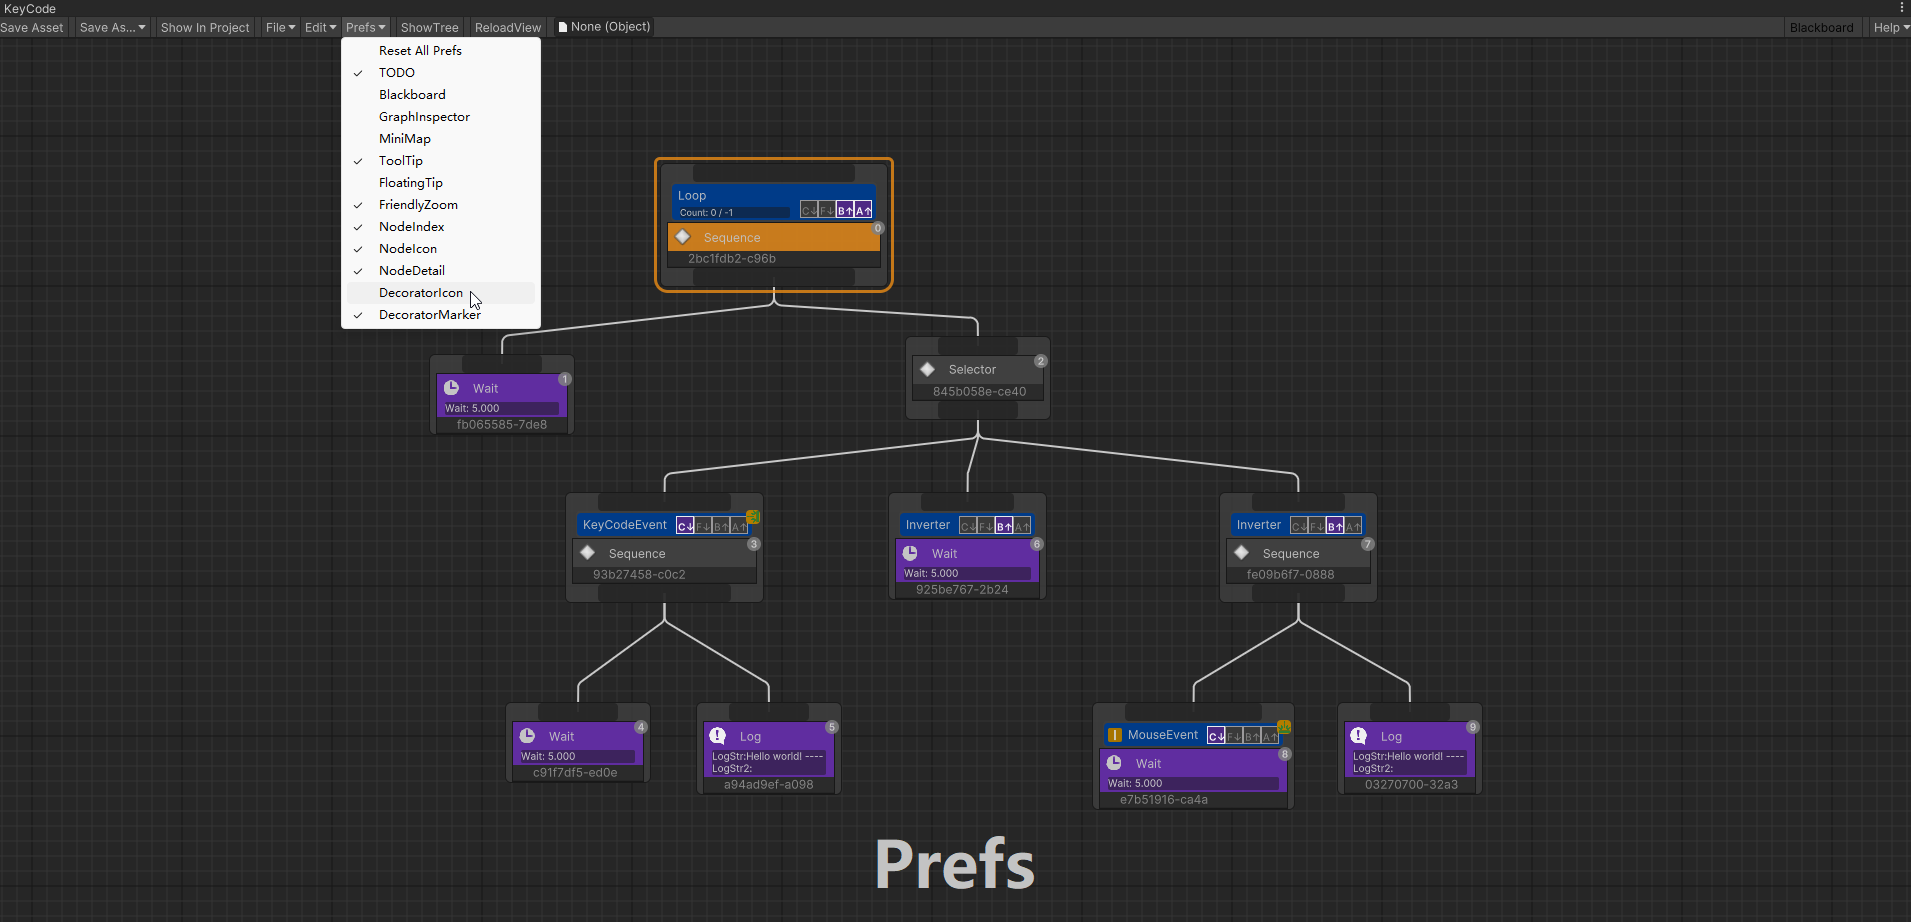 KeyCode
Save Asset Save As... Show In Project File Edit Prefs ShowTree ReloadView None (Object) Blackboard Help
Reset All Prefs
TODO
Blackboard
GraphInspector
MiniMap
ToolTip
FloatingTip
FriendlyZoom
NodeIndex
NodeIcon
NodeDetail
DecoratorIcon
DecoratorMarker
Loop
Count: 0 / -1 C↓ F↓ B↑ A↑
0
Sequence
2bc1fdb2-c96b
1
Wait
Wait: 5.000
fb065585-7de8
2
Selector
845b058e-ce40
KeyCodeEvent C↓ F↓ B↑ A↑
3
Sequence
93b27458-c0c2
Inverter C↓ F↓ B↑ A↑
6
Wait
Wait: 5.000
925be767-2b24
Inverter C↓ F↓ B↑ A↑
7
Sequence
fe09b6f7-0888
4
Wait
Wait: 5.000
c91f7df5-ed0e
5
Log
LogStr:Hello world! ----
LogStr2:
a94ad9ef-a098
MouseEvent C↓ F↓ B↑ A↑
8
Wait
Wait: 5.000
e7b51916-ca4a
9
Log
LogStr:Hello world! ----
LogStr2:
03270700-32a3
Prefs